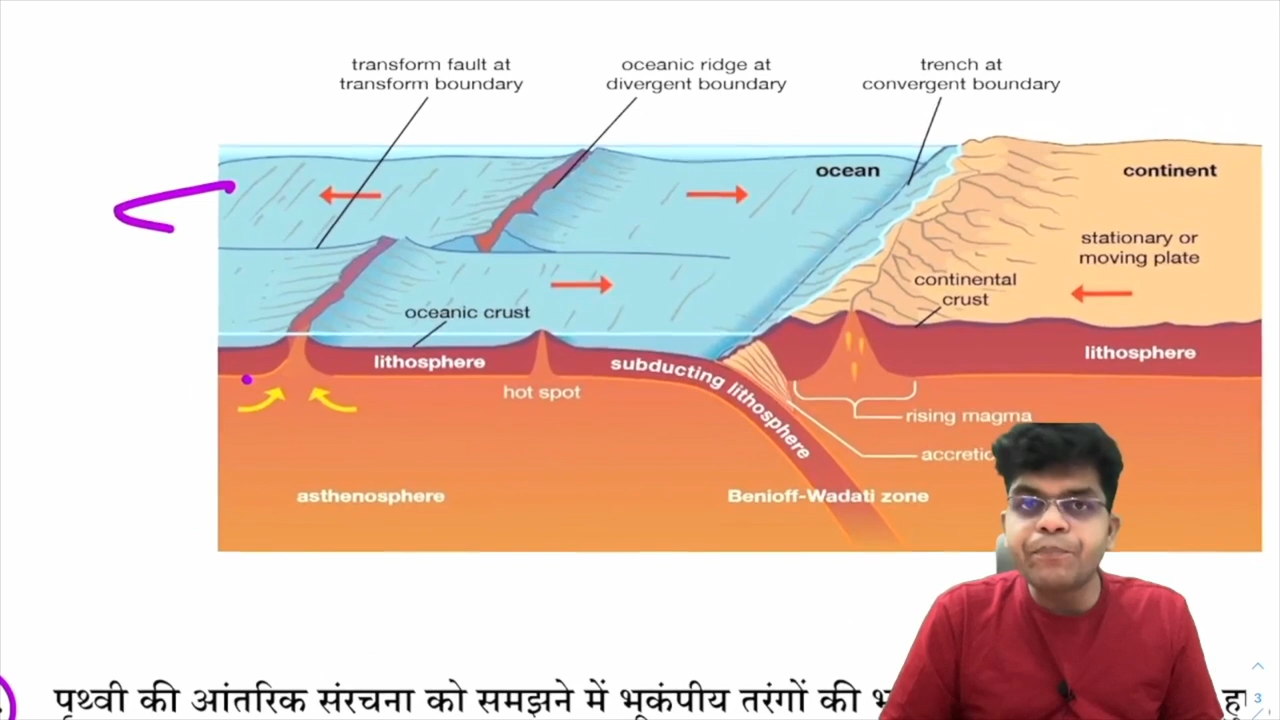 transform fault at
transform boundary
oceanic ridge at
divergent boundary
trench at
convergent boundary
ocean
continent
stationary or
moving plate
continental
crust
oceanic crust
lithosphere
hot spot
subducting lithosphere
lithosphere
rising magma
asthenosphere
Benioff-Wadati zone
पृथ्वी की आंतरिक संरचना को समझने में भूकंपीय तरंगों की
3